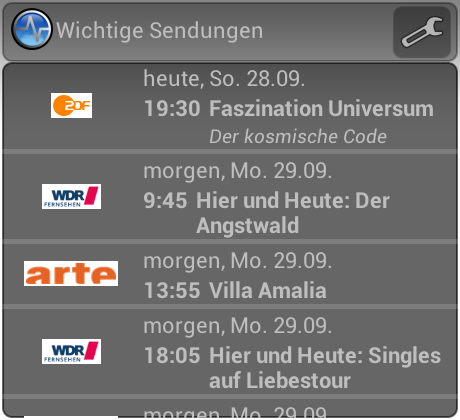 Wichtige Sendungen
heute, So. 28.09.
ZDF
19:30 Faszination Universum
Der kosmische Code
morgen, Mo. 29.09.
WDR
FERNSEHEN
9:45 Hier und Heute: Der
Angstwald
morgen, Mo. 29.09.
arte
13:55 Villa Amalia
morgen, Mo. 29.09.
WDR
FERNSEHEN
18:05 Hier und Heute: Singles
auf Liebestour
morgen, Mo. 29.09.